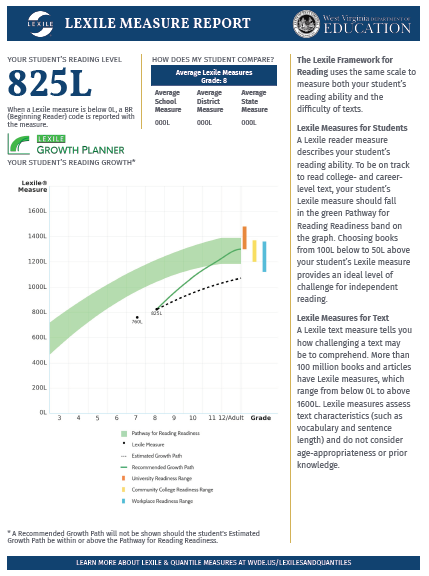 LEXILE
LEXILE MEASURE REPORT
West Virginia DEPARTMENT OF
EDUCATION
YOUR STUDENT'S READING LEVEL
825L
When a Lexile measure is below 0L, a BR
(Beginning Reader) code is reported with
the measure.
HOW DOES MY STUDENT COMPARE?
Average Lexile Measures
Grade: 8
Average School Measure
Average District Measure
Average State Measure
000L 000L 000L
LEXILE
GROWTH PLANNER
YOUR STUDENT'S READING GROWTH*
Lexile®
Measure
1600L
1400L
1200L
1000L
800L
600L
400L
200L
0L
760L
825L
3 4 5 6 7 8 9 10 11 12/Adult Grade
Pathway for Reading Readiness
Lexile Measure
Estimated Growth Path
Recommended Growth Path
University Readiness Range
Community College Readiness Range
Workplace Readiness Range
* A Recommended Growth Path will not be shown should the student's Estimated
Growth Path be within or above the Pathway for Reading Readiness.
The Lexile Framework for
Reading uses the same scale to
measure both your student's
reading ability and the
difficulty of texts.
Lexile Measures for Students
A Lexile reader measure
describes your student's
reading ability. To be on track
to read college- and career-
level text, your student's
Lexile measure should fall
in the green Pathway for
Reading Readiness band on
the graph. Choosing books
from 100L below to 50L above
your student's Lexile measure
provides an ideal level of
challenge for independent
reading.
Lexile Measures for Text
A Lexile text measure tells you
how challenging a text may
be to comprehend. More than
100 million books and articles
have Lexile measures, which
range from below 0L to above
1600L. Lexile measures assess
text characteristics (such as
vocabulary and sentence
length) and do not consider
age-appropriateness or prior
knowledge.
LEARN MORE ABOUT LEXILE & QUANTILE MEASURES AT WVDE.US/LEXILESANDQUANTILES